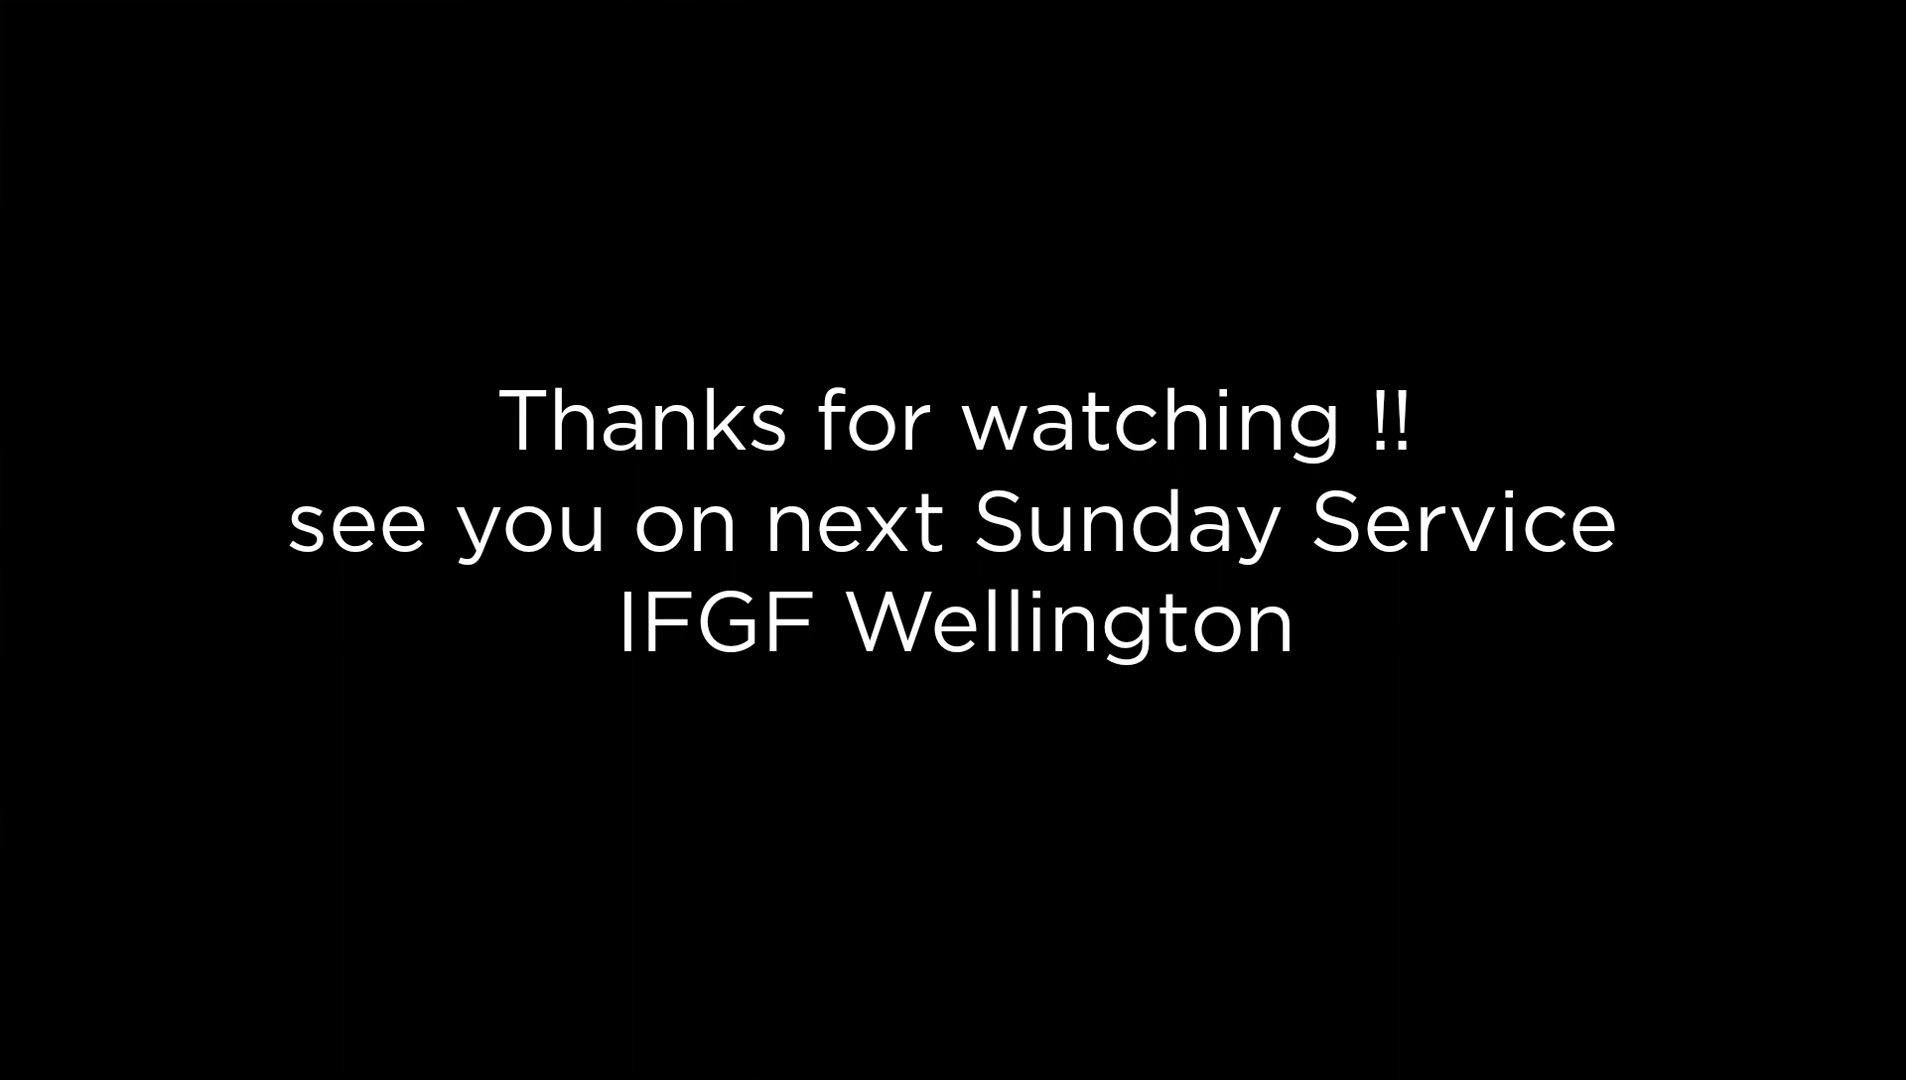 Thanks for watching !!
see you on next Sunday Service
IFGF Wellington